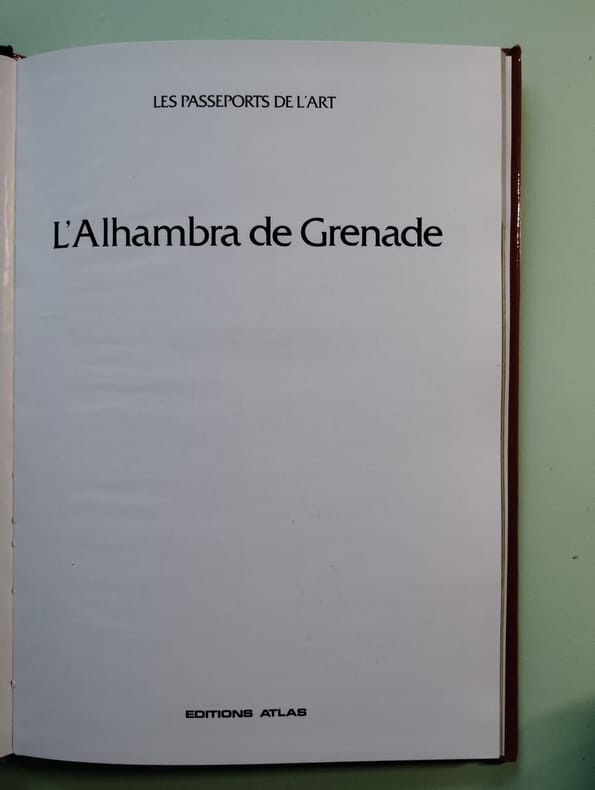 LES PASSEPORTS DE L'ART
L'Alhambra de Grenade
EDITIONS ATLAS